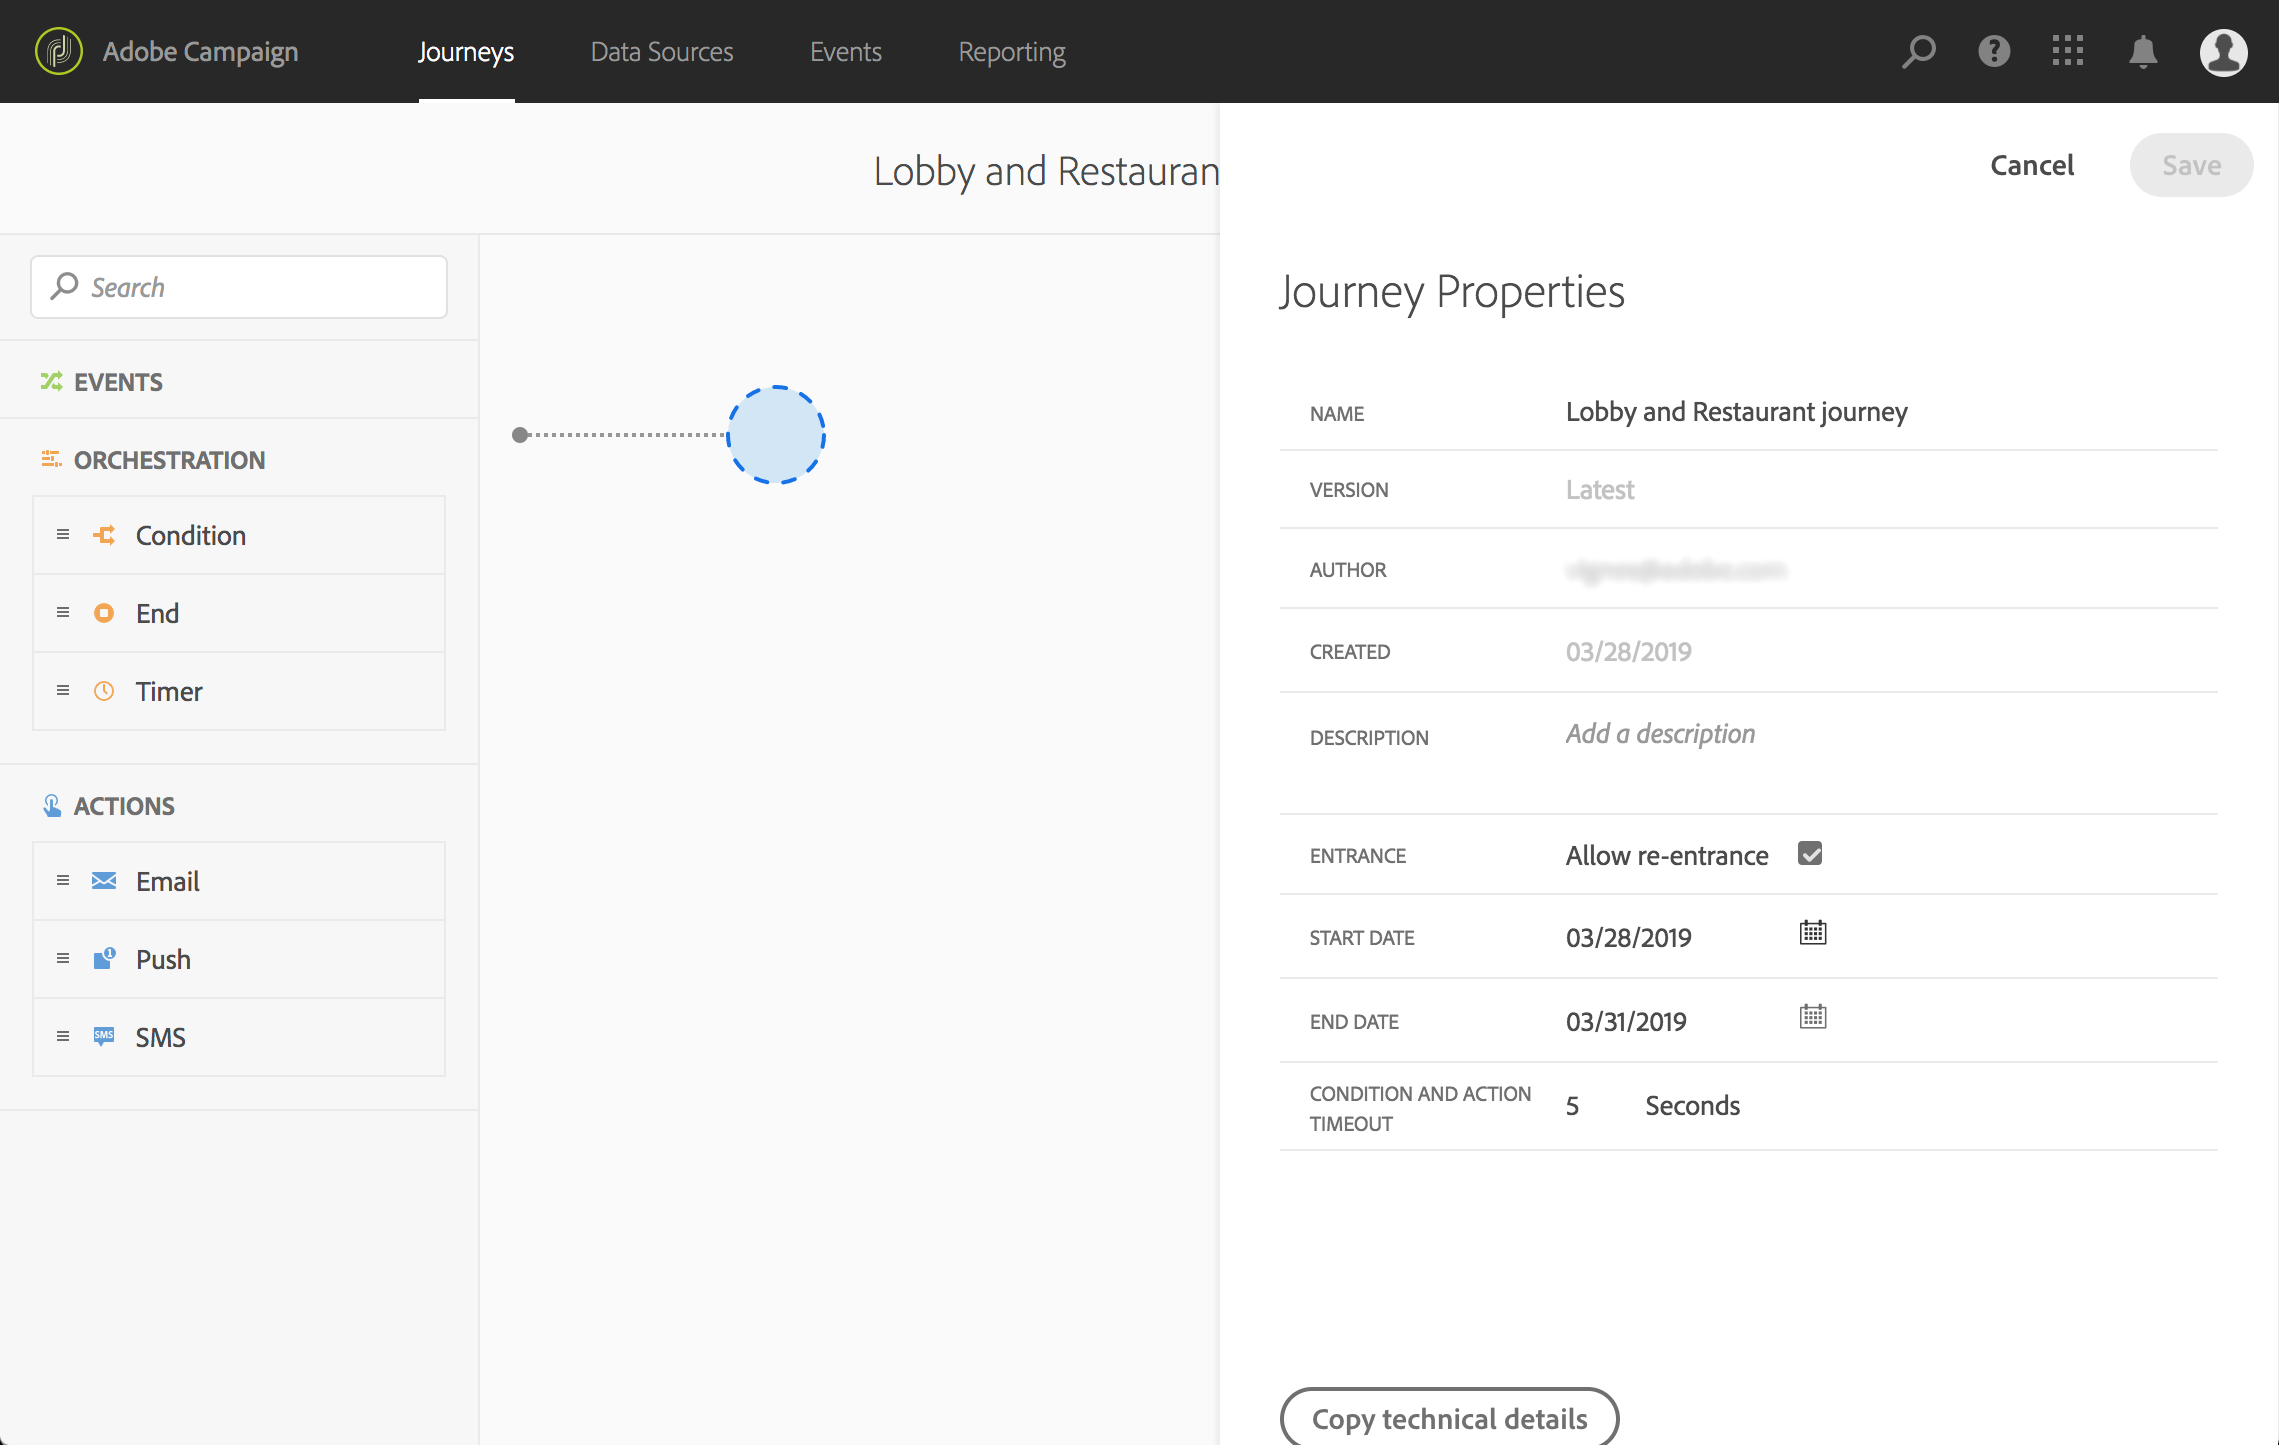 Adobe Campaign Journeys Data Sources Events Reporting
Lobby and Restauran
Cancel Save
Search
EVENTS
ORCHESTRATION
Condition
End
Timer
ACTIONS
Email
1 Push
SMS SMS
Journey Properties
NAME Lobby and Restaurant journey
VERSION Latest
AUTHOR
CREATED 03/28/2019
DESCRIPTION Add a description
ENTRANCE Allow re-entrance
START DATE 03/28/2019
END DATE 03/31/2019
CONDITION AND ACTION
TIMEOUT 5 Seconds
Copy technical details